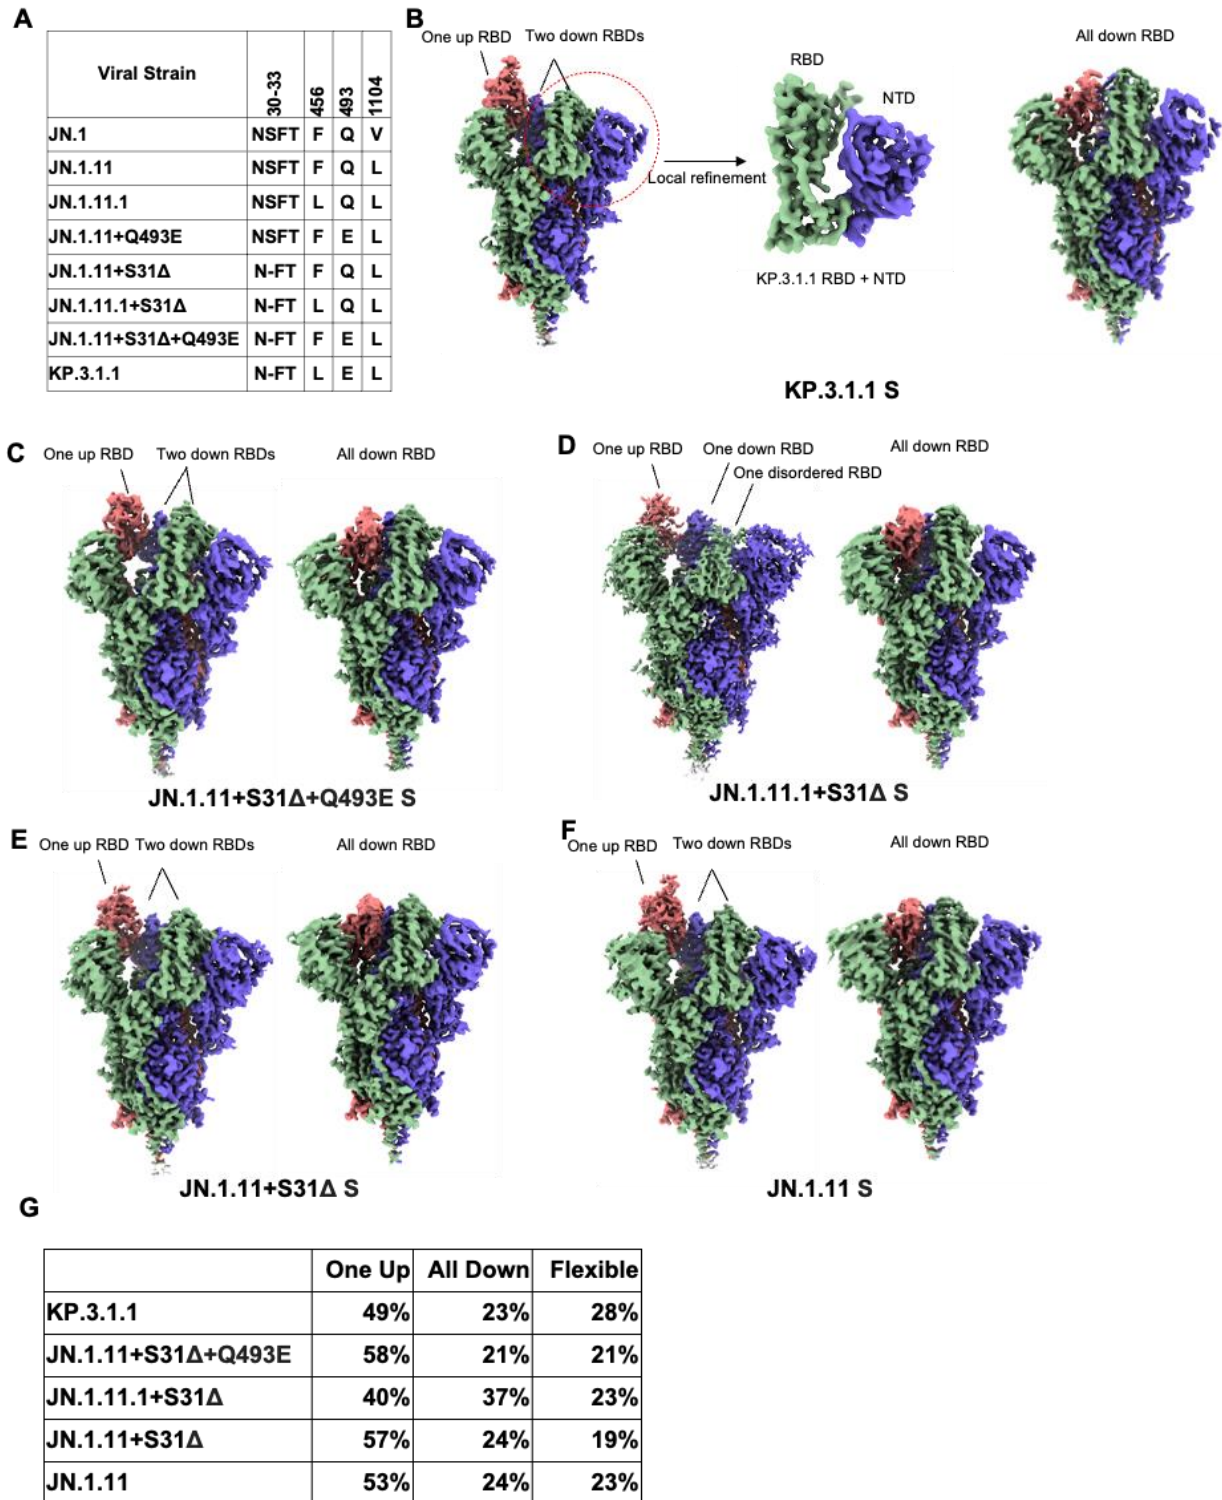 A
Viral Strain 30-33 456 493 1104
JN.1 NSFT F Q V
JN.1.11 NSFT F Q L
JN.1.11.1 NSFT L Q L
JN.1.11+Q493E NSFT F E L
JN.1.11+S31Δ N-FT F Q L
JN.1.11.1+S31Δ N-FT L Q L
JN.1.11+S31Δ+Q493E N-FT F E L
KP.3.1.1 N-FT L E L
B
One up RBD Two down RBDs
RBD
NTD
Local refinement
KP.3.1.1 RBD + NTD
All down RBD
KP.3.1.1 S
C
One up RBD Two down RBDs All down RBD
JN.1.11+S31Δ+Q493E S
D
One up RBD One down RBD All down RBD
One disordered RBD
JN.1.11.1+S31Δ S
E
One up RBD Two down RBDs All down RBD
JN.1.11+S31Δ S
F
One up RBD Two down RBDs All down RBD
JN.1.11 S
G
One Up All Down Flexible
KP.3.1.1 49% 23% 28%
JN.1.11+S31Δ+Q493E 58% 21% 21%
JN.1.11.1+S31Δ 40% 37% 23%
JN.1.11+S31Δ 57% 24% 19%
JN.1.11 53% 24% 23%